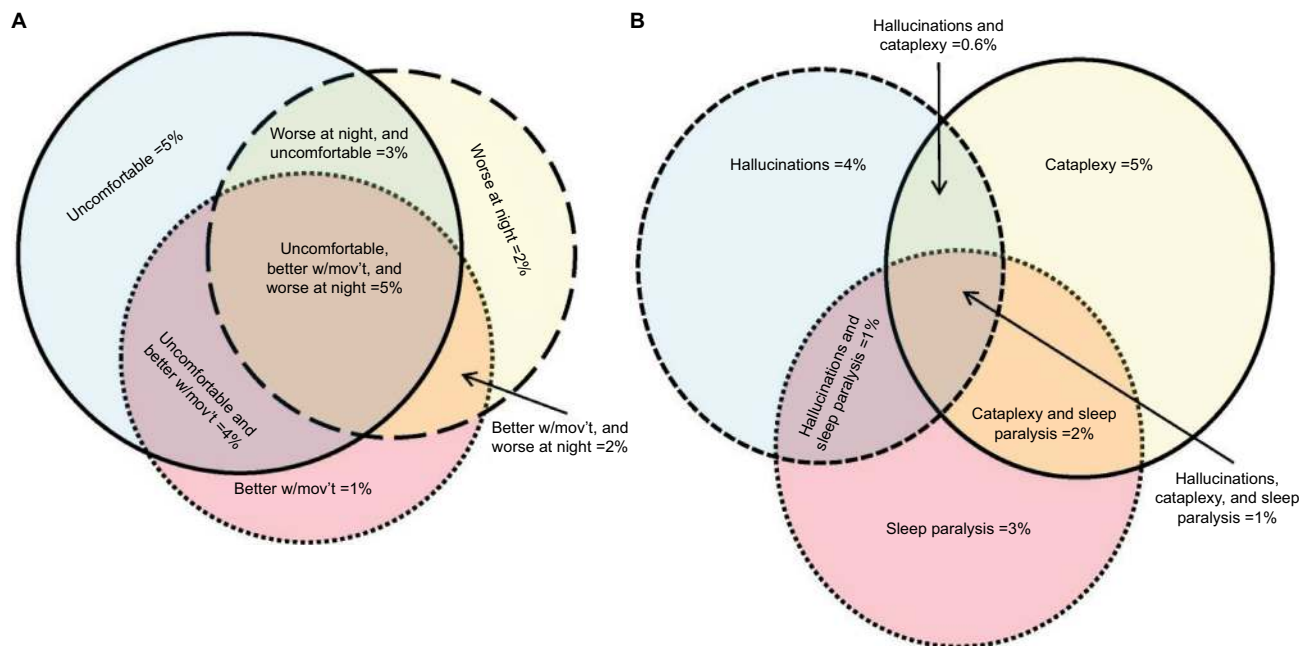 A
Uncomfortable =5%
Worse at night, and
uncomfortable =3%
Worse at
night =2%
Uncomfortable,
better w/mov’t, and
worse at night =5%
Uncomfortable and
better w/mov’t =4%
Better w/mov’t, and
worse at night =2%
Better w/mov’t =1%
B
Hallucinations and
cataplexy =0.6%
Hallucinations =4%
Cataplexy =5%
Hallucinations and
sleep paralysis =1%
Cataplexy and sleep
paralysis =2%
Hallucinations,
cataplexy, and sleep
paralysis =1%
Sleep paralysis =3%